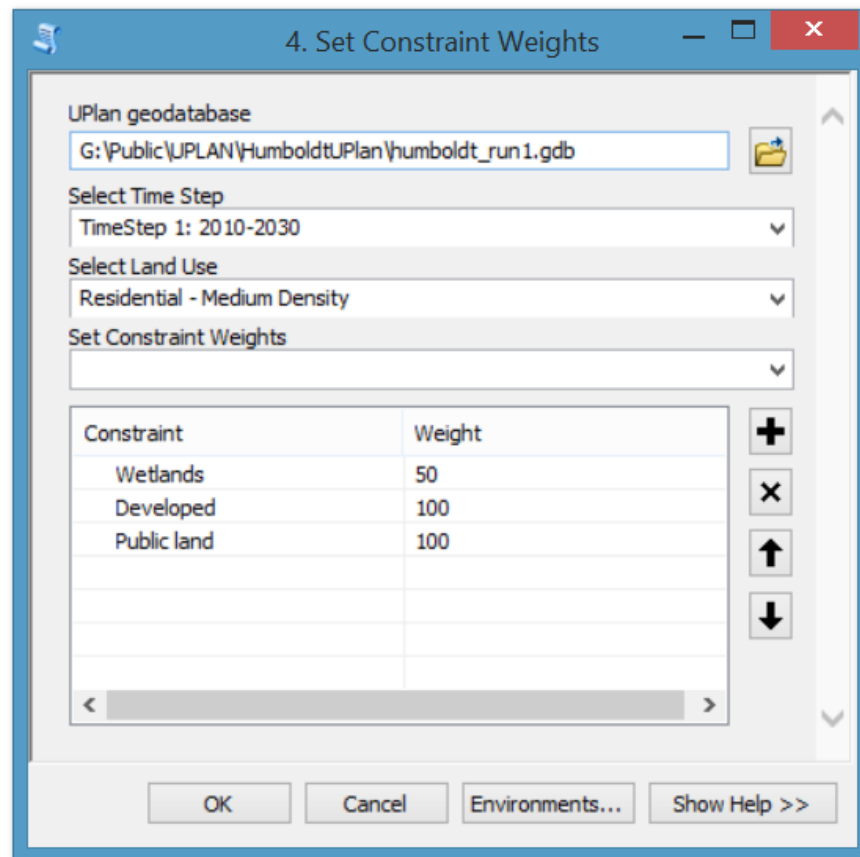 4. Set Constraint Weights
UPlan geodatabase
G:\Public\UPLAN\HumboldtUPlan\humboldt_run1.gdb
Select Time Step
TimeStep 1: 2010-2030
Select Land Use
Residential - Medium Density
Set Constraint Weights
Constraint Weight
Wetlands 50
Developed 100
Public land 100
OK Cancel Environments... Show Help >>